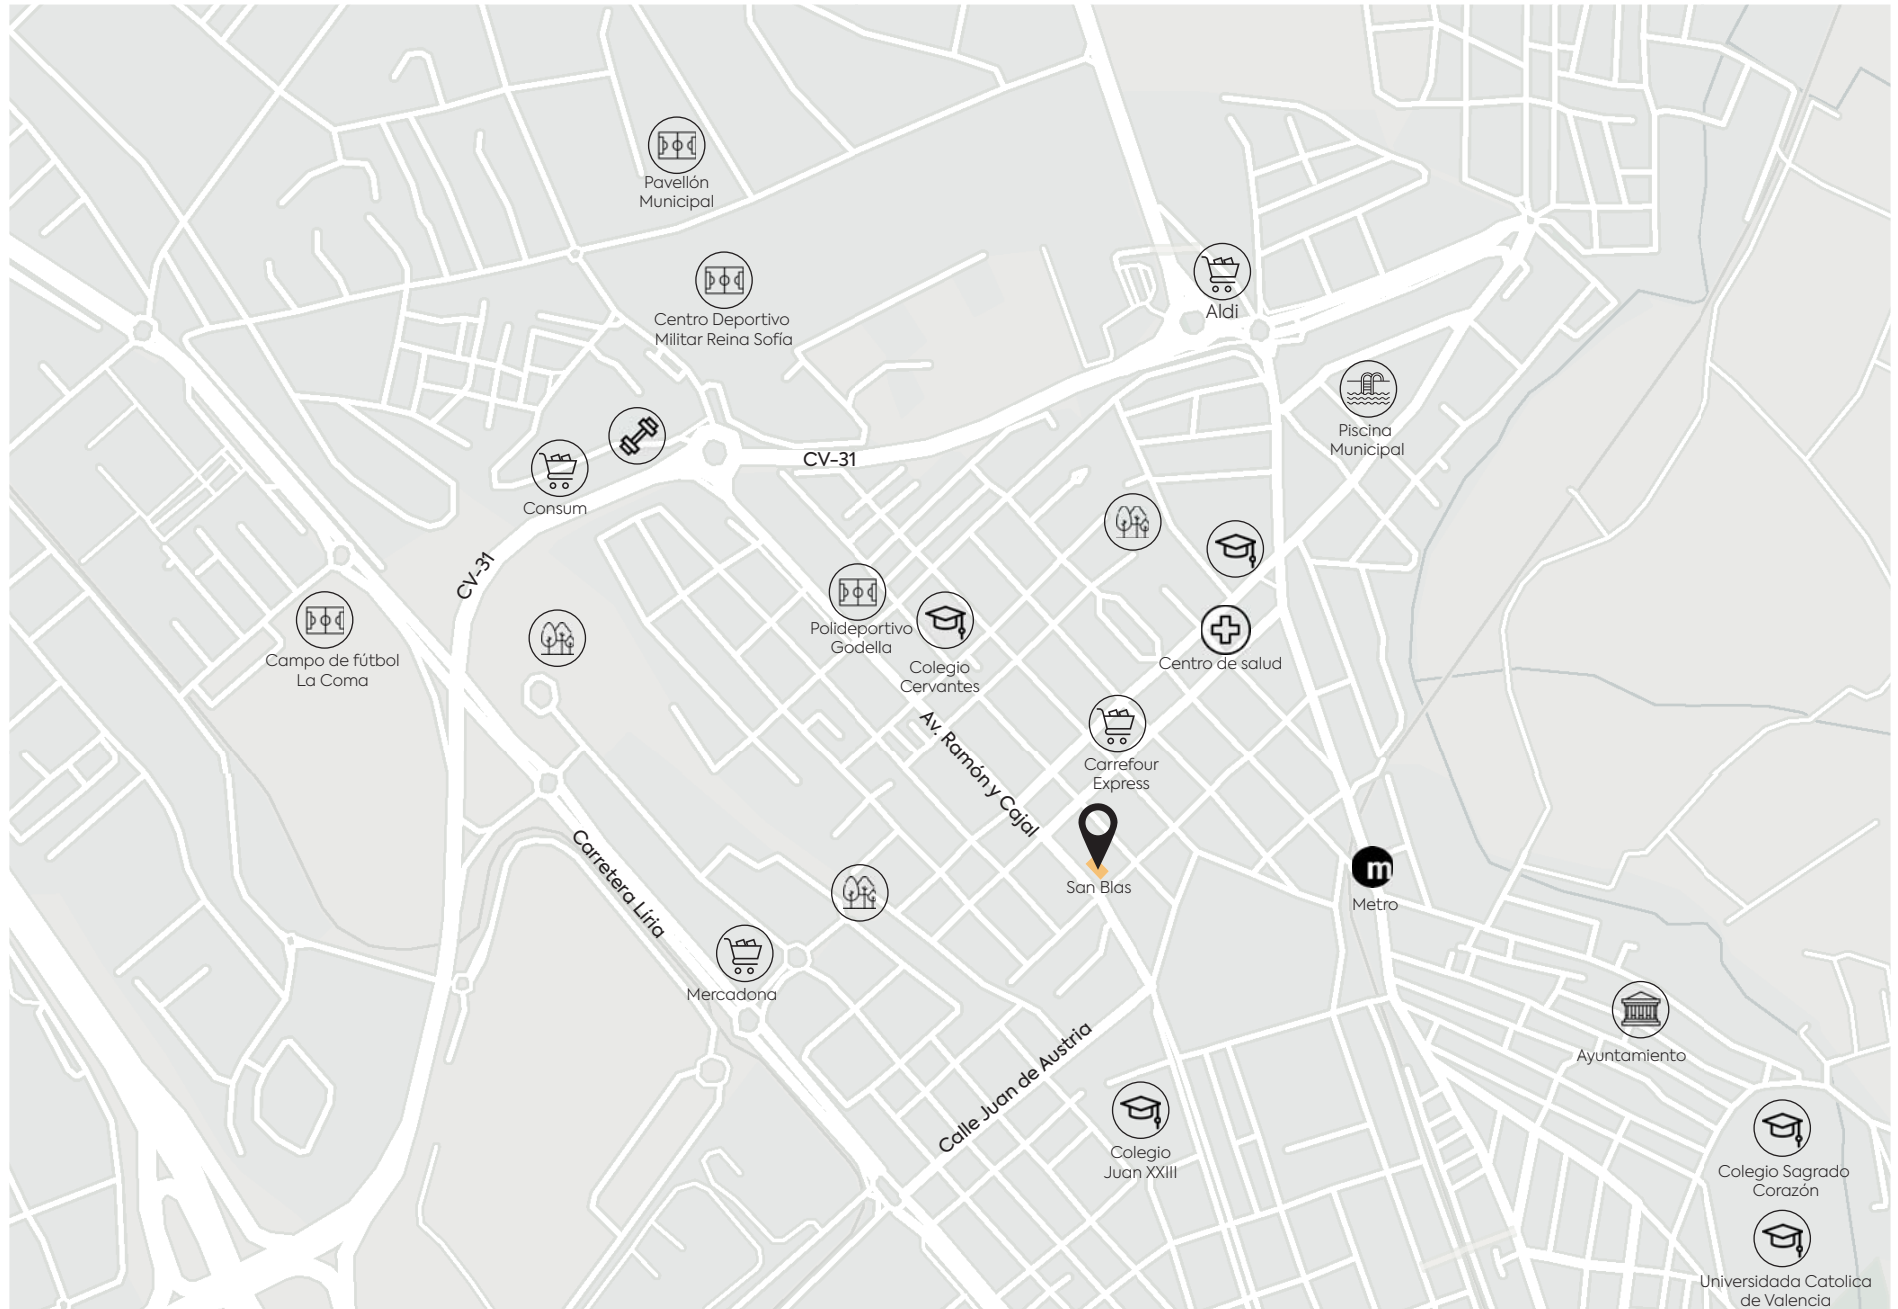 Pavellón
Municipal
Centro Deportivo
Militar Reina Sofía
Aldi
Piscina
Municipal
CV-31
Consum
CV-31
Campo de fútbol
La Coma
Polideportivo
Godella
Colegio
Cervantes
Centro de salud
Av. Ramón y Cajal
Carrefour
Express
San Blas
m
Metro
Carretera Líria
Mercadona
Calle Juan de Austria
Ayuntamiento
Colegio
Juan XXIII
Colegio Sagrado
Corazón
Universidada Catolica
de Valencia